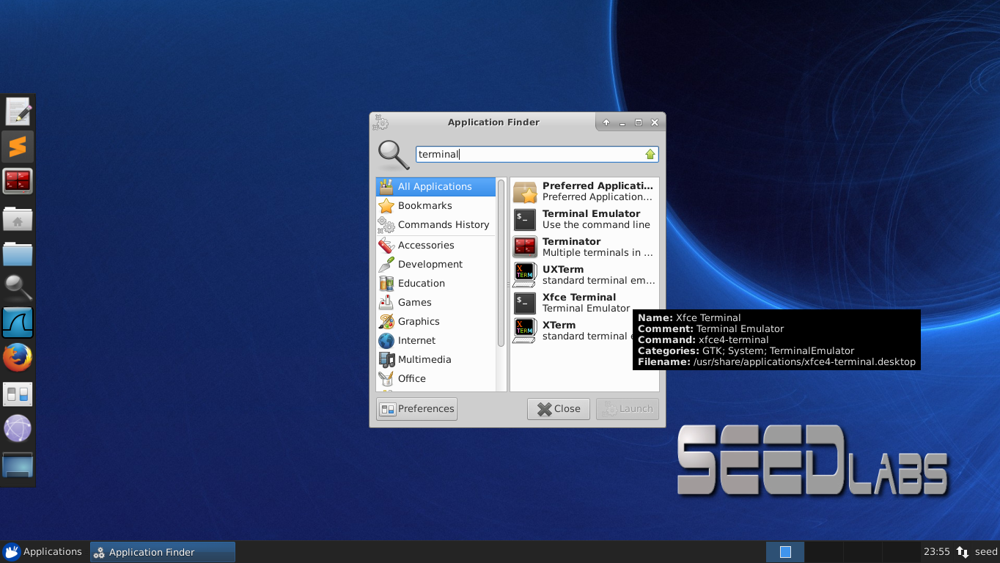 Application Finder
terminal
All Applications
Bookmarks
Commands History
Accessories
Development
Education
Games
Graphics
Internet
Multimedia
Office
Preferred Applicati...
Preferred Application...
$_
Terminal Emulator
Use the command line
Terminator
Multiple terminals in ...
X TERM
UXTerm
standard terminal em...
$_
Xfce Terminal
Terminal Emulator
X TERM
XTerm
standard terminal e
Name: Xfce Terminal
Comment: Terminal Emulator
Command: xfce4-terminal
Categories: GTK; System; TerminalEmulator
Filename: /usr/share/applications/xfce4-terminal.desktop
Preferences
Close
Launch
SEEDLABS
Applications
Application Finder
23:55
seed